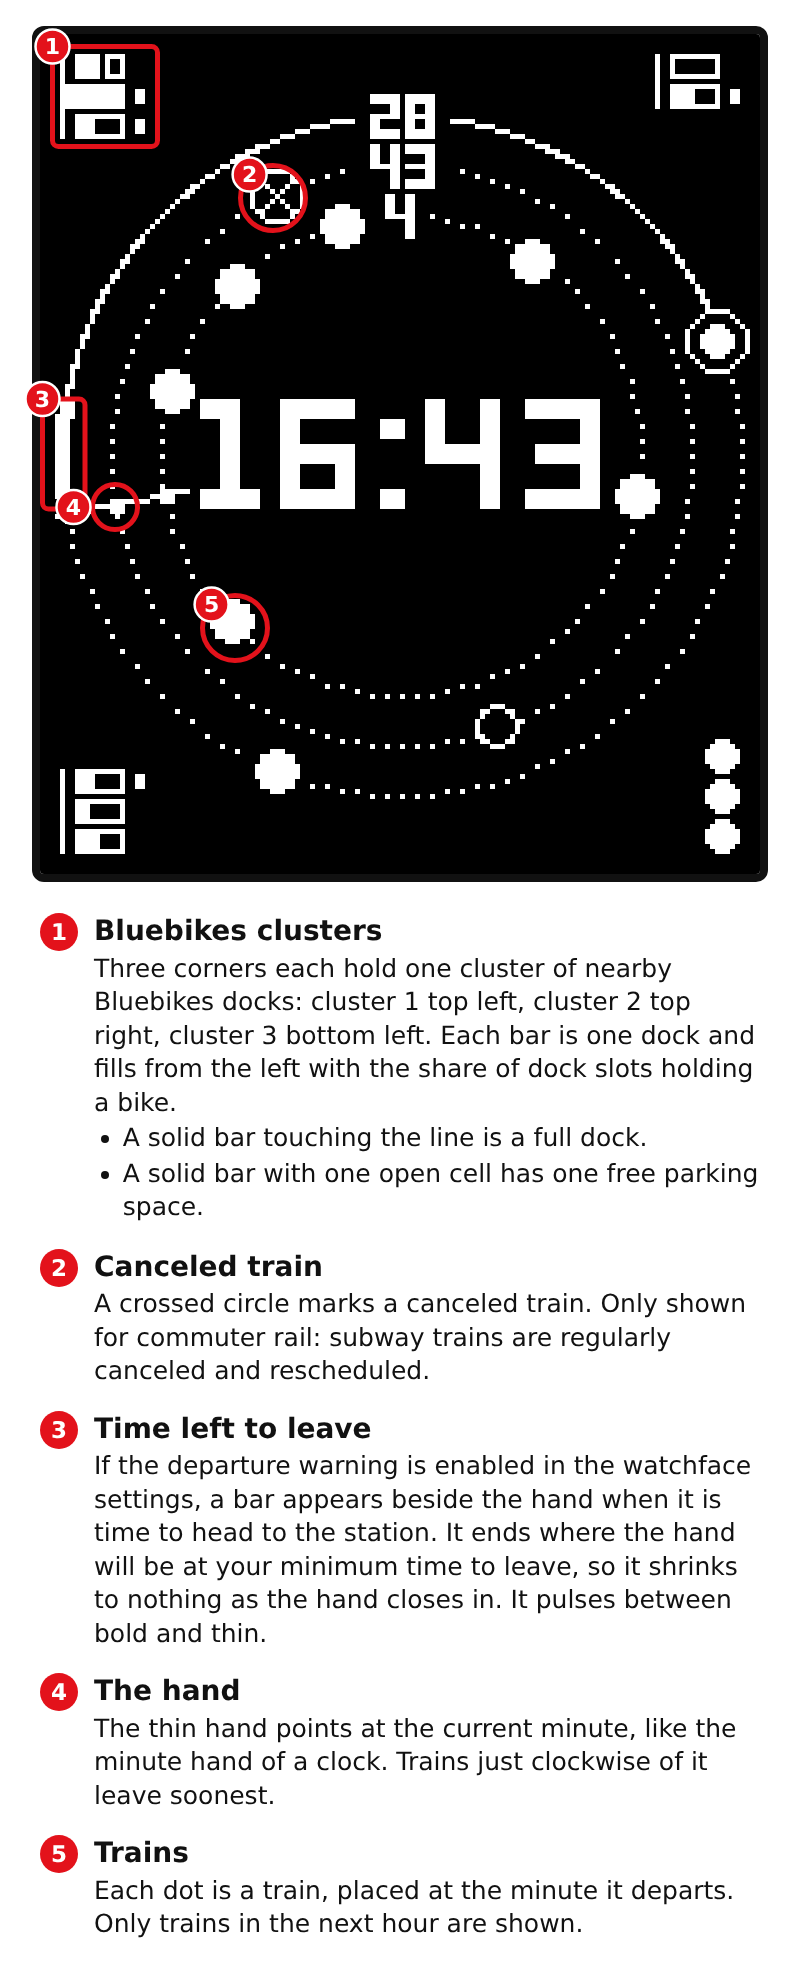 1
28
2
43
4
3
16:43
4
5
1 Bluebikes clusters
Three corners each hold one cluster of nearby
Bluebikes docks: cluster 1 top left, cluster 2 top
right, cluster 3 bottom left. Each bar is one dock and
fills from the left with the share of dock slots holding
a bike.
• A solid bar touching the line is a full dock.
• A solid bar with one open cell has one free parking
space.
2 Canceled train
A crossed circle marks a canceled train. Only shown
for commuter rail: subway trains are regularly
canceled and rescheduled.
3 Time left to leave
If the departure warning is enabled in the watchface
settings, a bar appears beside the hand when it is
time to head to the station. It ends where the hand
will be at your minimum time to leave, so it shrinks
to nothing as the hand closes in. It pulses between
bold and thin.
4 The hand
The thin hand points at the current minute, like the
minute hand of a clock. Trains just clockwise of it
leave soonest.
5 Trains
Each dot is a train, placed at the minute it departs.
Only trains in the next hour are shown.